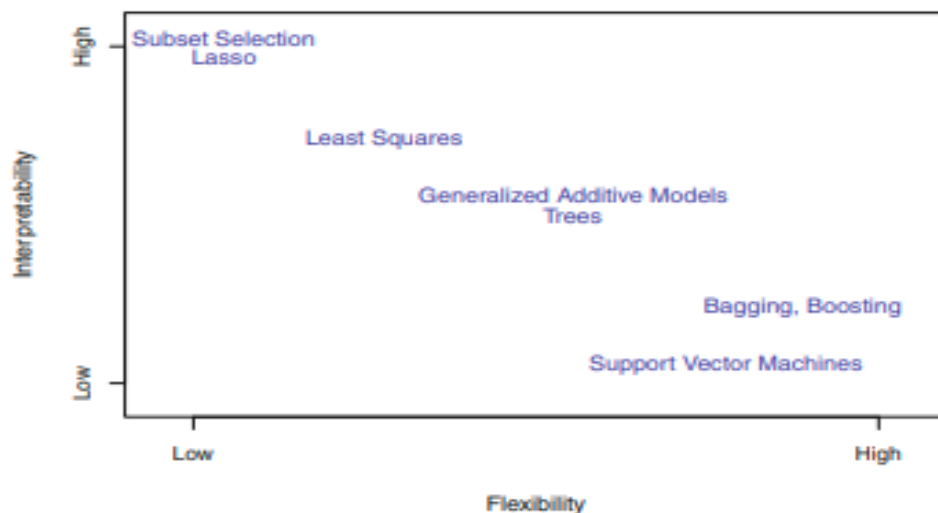 High
Subset Selection
Lasso
Least Squares
Interpretability
Generalized Additive Models
Trees
Bagging, Boosting
Support Vector Machines
Low
Low
High
Flexibility